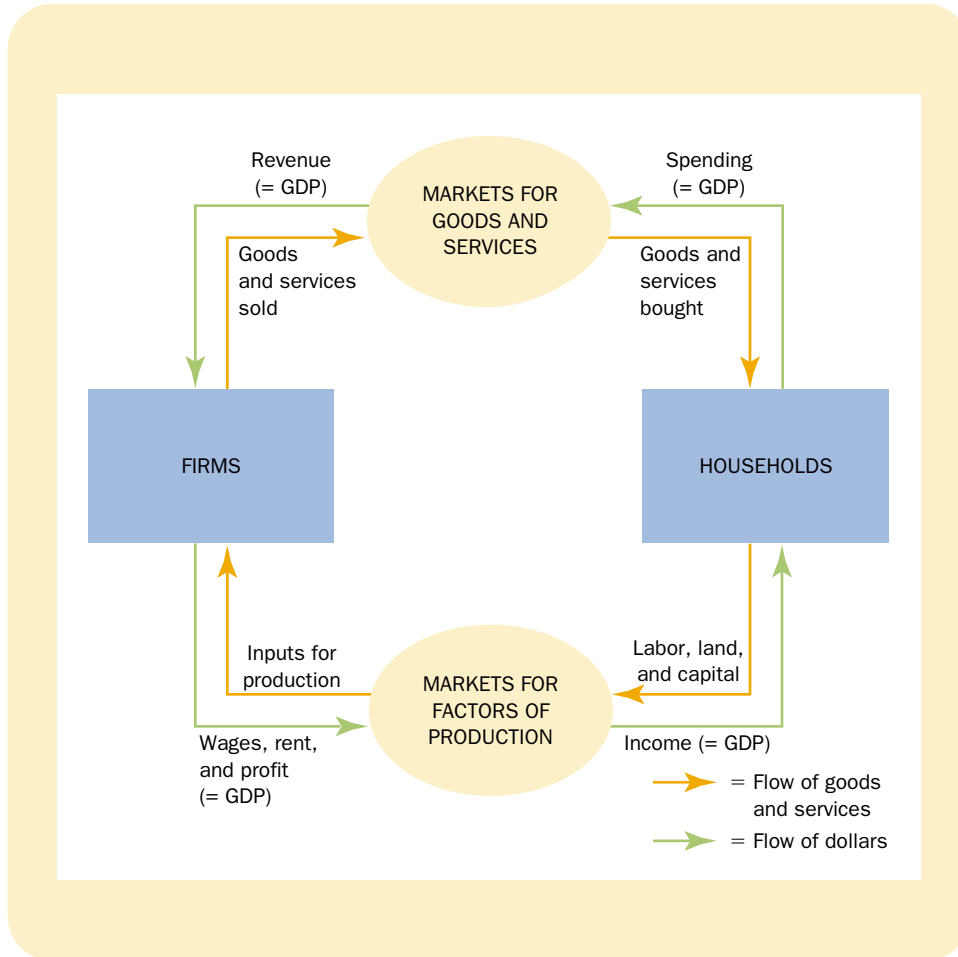 Revenue
(= GDP)
Spending
(= GDP)
MARKETS FOR
GOODS AND
SERVICES
Goods
and services
sold
Goods and
services
bought
FIRMS
HOUSEHOLDS
Inputs for
production
Labor, land,
and capital
MARKETS FOR
FACTORS OF
PRODUCTION
Wages, rent,
and profit
(= GDP)
Income (= GDP)
= Flow of goods
and services
= Flow of dollars